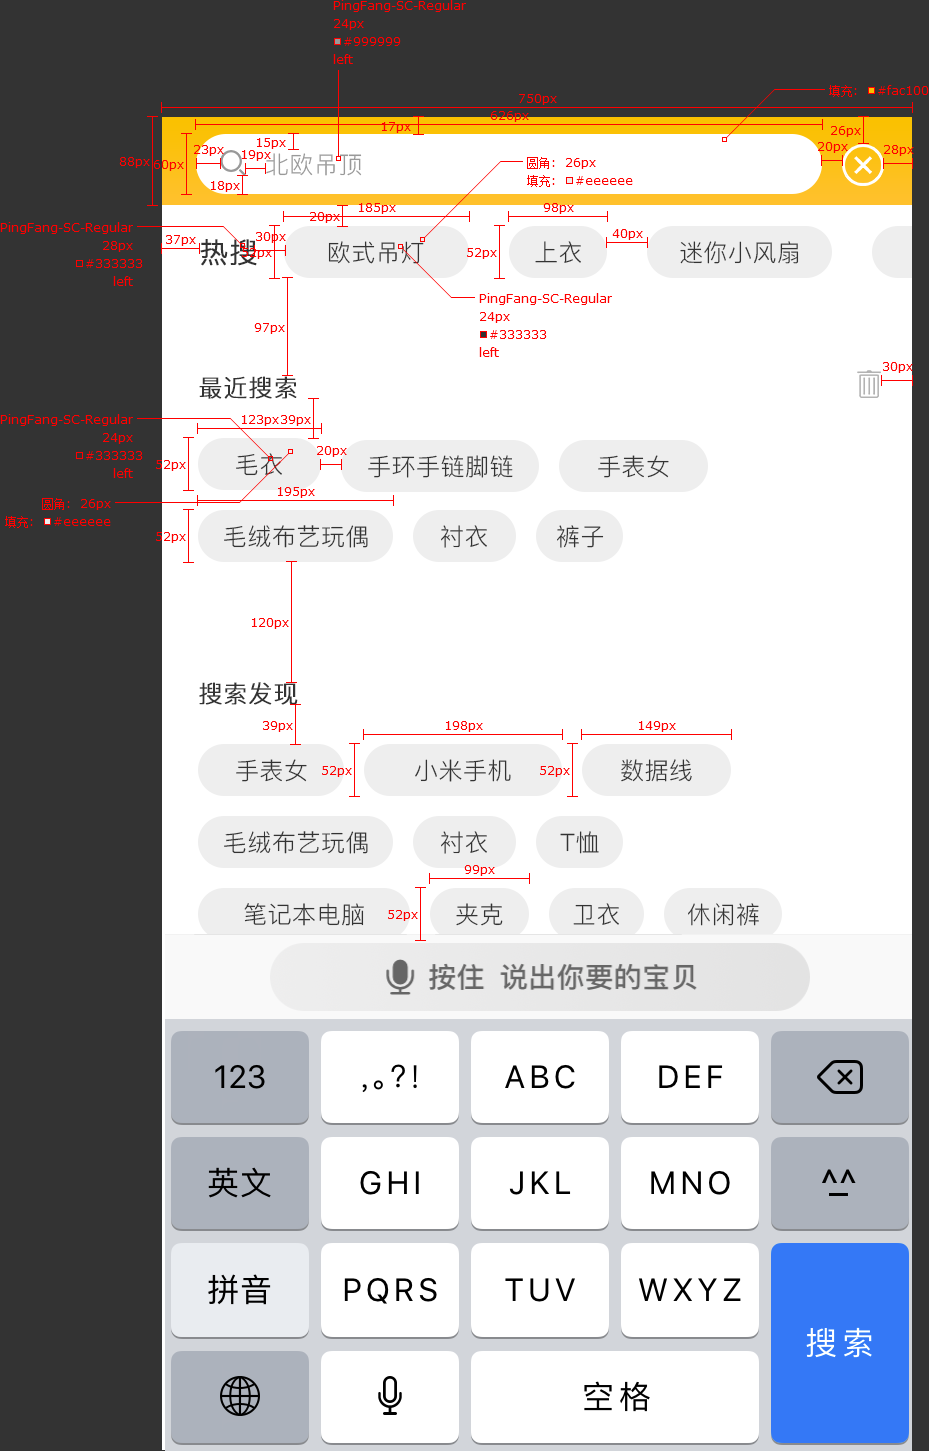 PingFang-SC-Regular
24px
#999999
left
填充: #fac100
750px
626px
17px
26px
15px
88px
60px
23px
19px
北欧吊顶
20px
28px
圆角: 26px
填充: #eeeeee
18px
20px
185px
98px
PingFang-SC-Regular
28px
#333333
left
37px
热搜
30px
欧式吊灯
52px
上衣
40px
迷你小风扇
PingFang-SC-Regular
24px
#333333
left
97px
最近搜索
30px
PingFang-SC-Regular
24px
#333333
left
123px
39px
52px
毛衣
20px
手环手链脚链
手表女
195px
圆角: 26px
填充: #eeeeee
52px
毛绒布艺玩偶
衬衣
裤子
120px
搜索发现
39px
198px
149px
手表女
52px
小米手机
52px
数据线
毛绒布艺玩偶
衬衣
T恤
99px
笔记本电脑
52px
夹克
卫衣
休闲裤
按住 说出你要的宝贝
123
,。?!
ABC
DEF
英文
GHI
JKL
MNO
^^
拼音
PQRS
TUV
WXYZ
搜索
空格